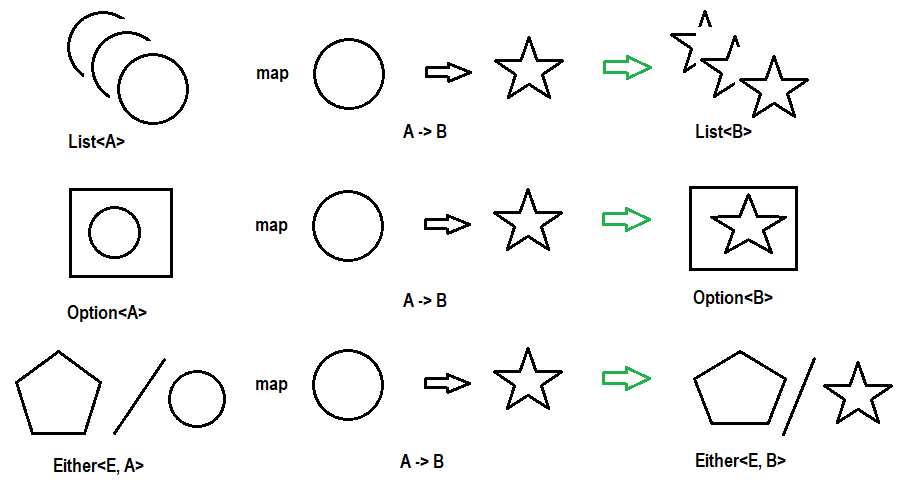 map
List<A>
A -> B
List<B>
map
Option<A>
A -> B
Option<B>
map
Either<E, A>
A -> B
Either<E, B>